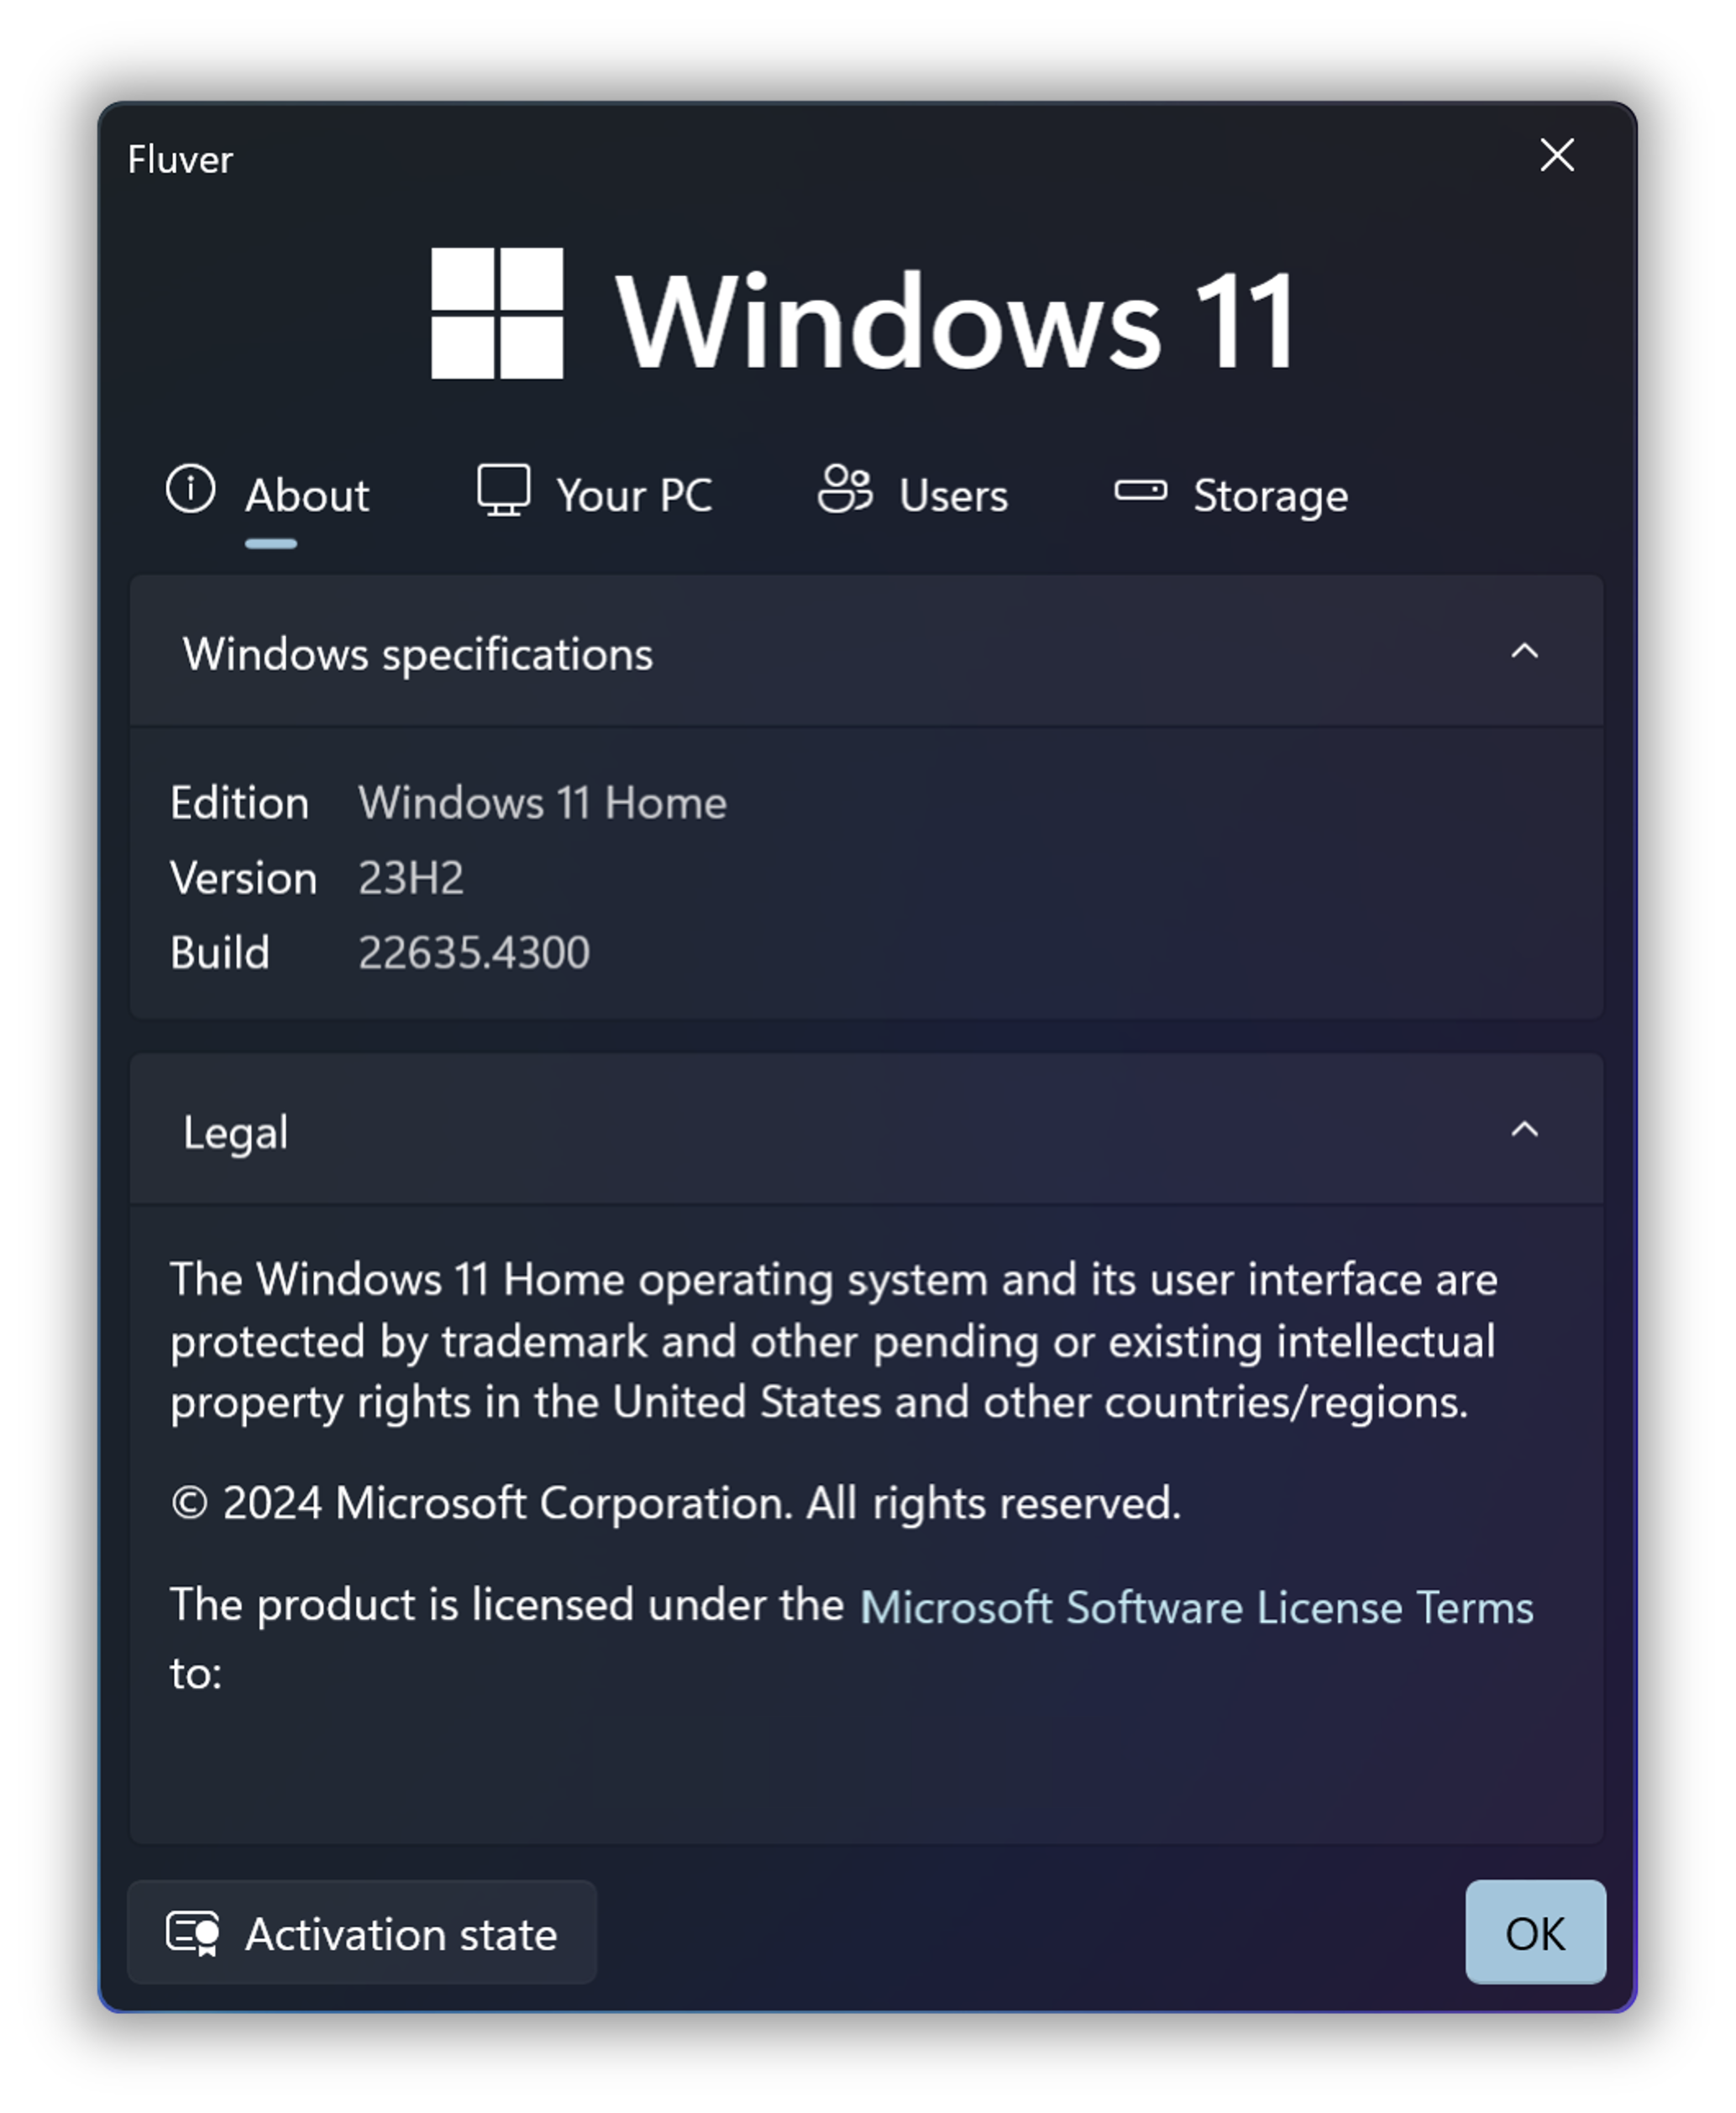 Fluver
Windows 11
About Your PC Users Storage
Windows specifications
Edition Windows 11 Home
Version 23H2
Build 22635.4300
Legal
The Windows 11 Home operating system and its user interface are
protected by trademark and other pending or existing intellectual
property rights in the United States and other countries/regions.
© 2024 Microsoft Corporation. All rights reserved.
The product is licensed under the Microsoft Software License Terms
to:
Activation state OK